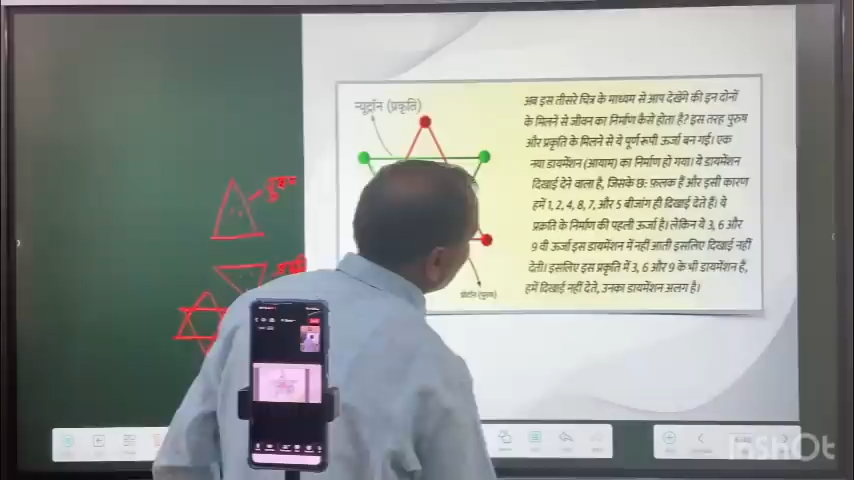 न्यूट्रॉन (प्रकृति)
अब इस तीसरे चित्र के माध्यम से आप देखेंगे की इन दोनों
के मिलने से जीवन का निर्माण कैसे होता है? इस तरह पुरुष
और प्रकृति के मिलने से ये पूर्णरूपी ऊर्जा बन गई। एक
नया डायमेंशन (आयाम) का निर्माण हो गया। ये डायमेंशन
दिखाई देने वाला है, जिसके छ: फ़लक हैं और इसी कारण
हमें 1, 2, 4, 8, 7, और 5 बीजांग ही दिखाई देते हैं। ये
प्रक्रति के निर्माण की पहली ऊर्जा है। लेकिन ये 3, 6 और
9 वी ऊर्जा इस डायमेंशन में नहीं आती इसलिए दिखाई नहीं
देती। इसलिए इस प्रकृति में 3, 6 और 9 के भी डायमेंशन हैं,
हमें दिखाई नहीं देते, उनका डायमेंशन अलग है।
प्रोटॉन (पुरुष)
InShOt